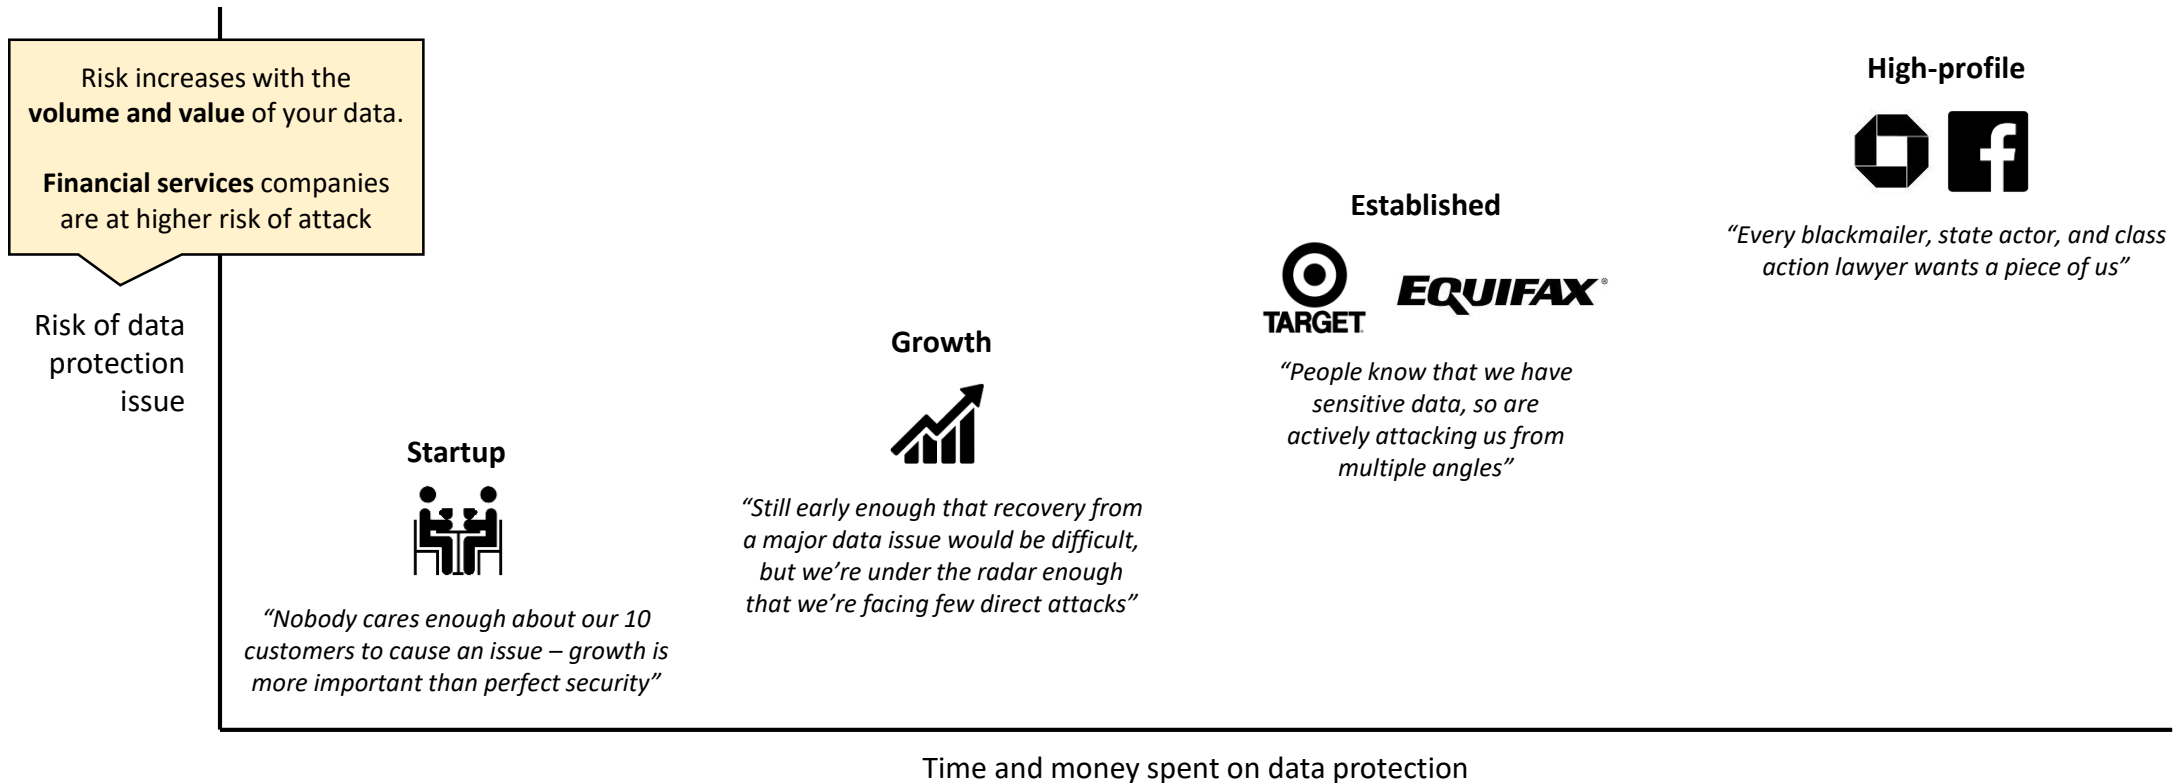 Risk increases with the
volume and value of your data.
Financial services companies
are at higher risk of attack
Risk of data
protection
issue
Startup
“Nobody cares enough about our 10
customers to cause an issue – growth is
more important than perfect security”
Growth
“Still early enough that recovery from
a major data issue would be difficult,
but we’re under the radar enough
that we’re facing few direct attacks”
Established
TARGET
EQUIFAX®
“People know that we have
sensitive data, so are
actively attacking us from
multiple angles”
High-profile
f
“Every blackmailer, state actor, and class
action lawyer wants a piece of us”
Time and money spent on data protection